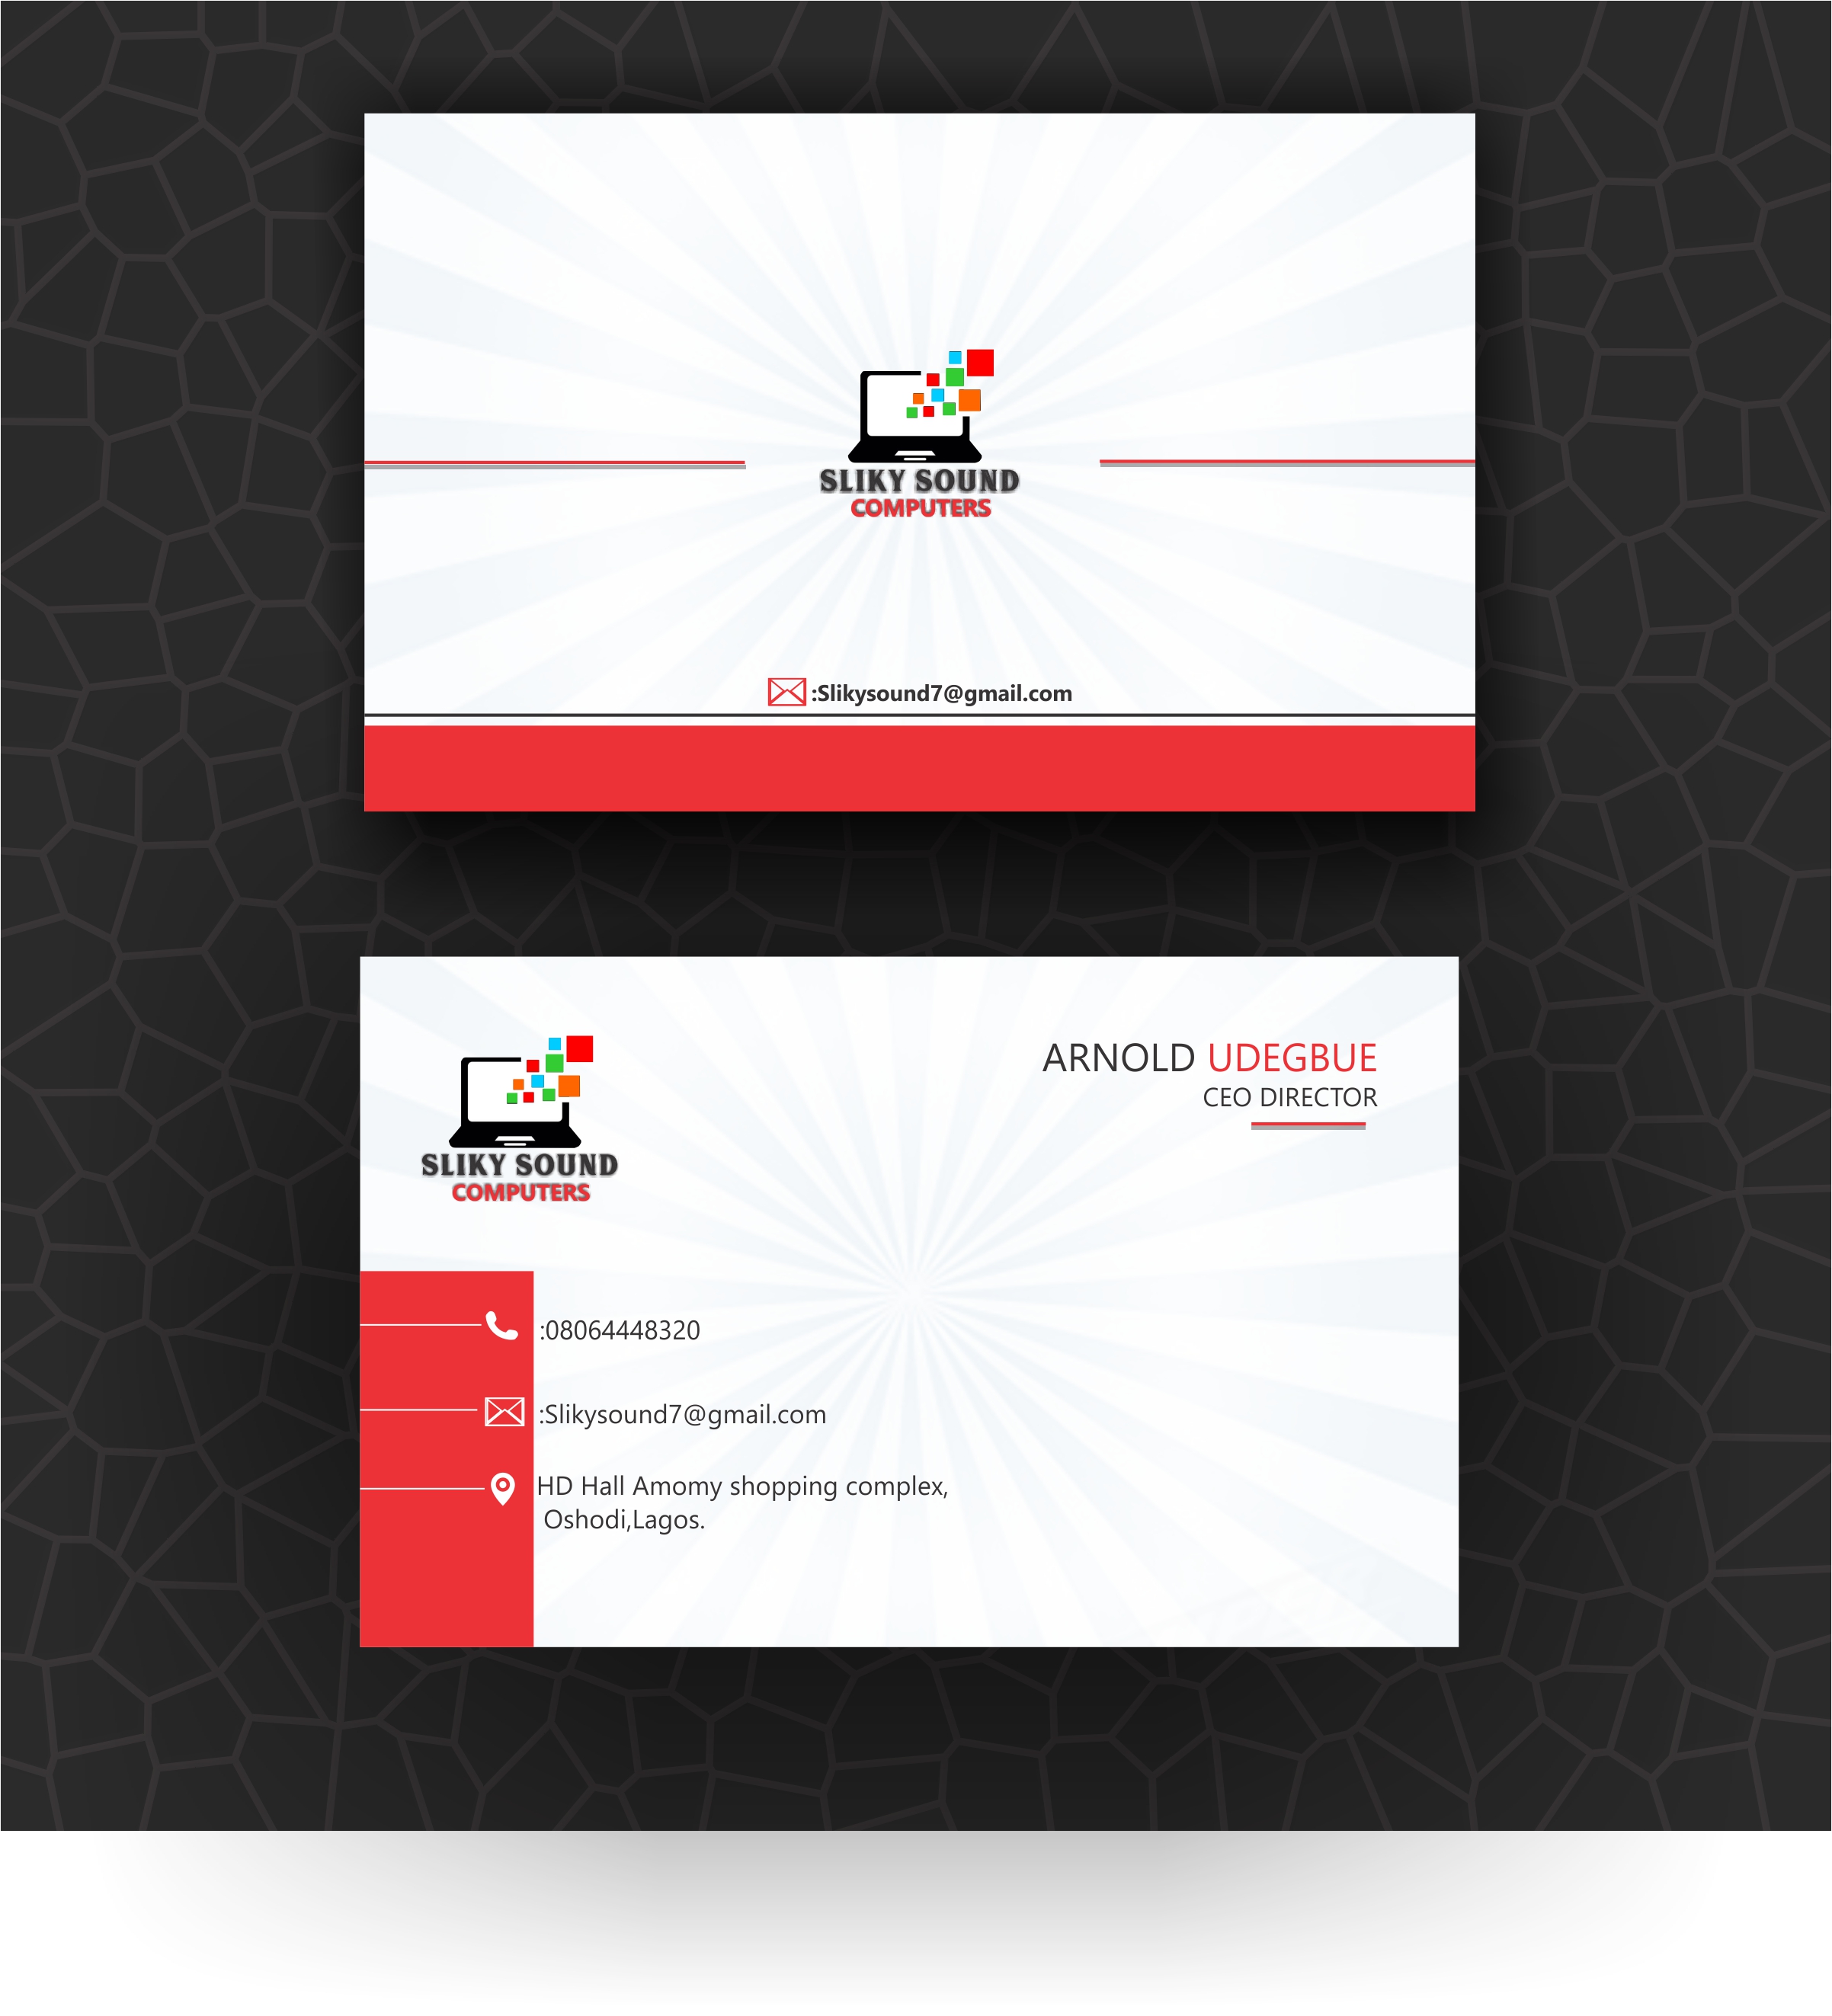 SLIKY SOUND
COMPUTERS
:Slikysound7@gmail.com
ARNOLD UDEGBUE
CEO DIRECTOR
SLIKY SOUND
COMPUTERS
:08064448320
:Slikysound7@gmail.com
HD Hall Amomy shopping complex,
Oshodi,Lagos.